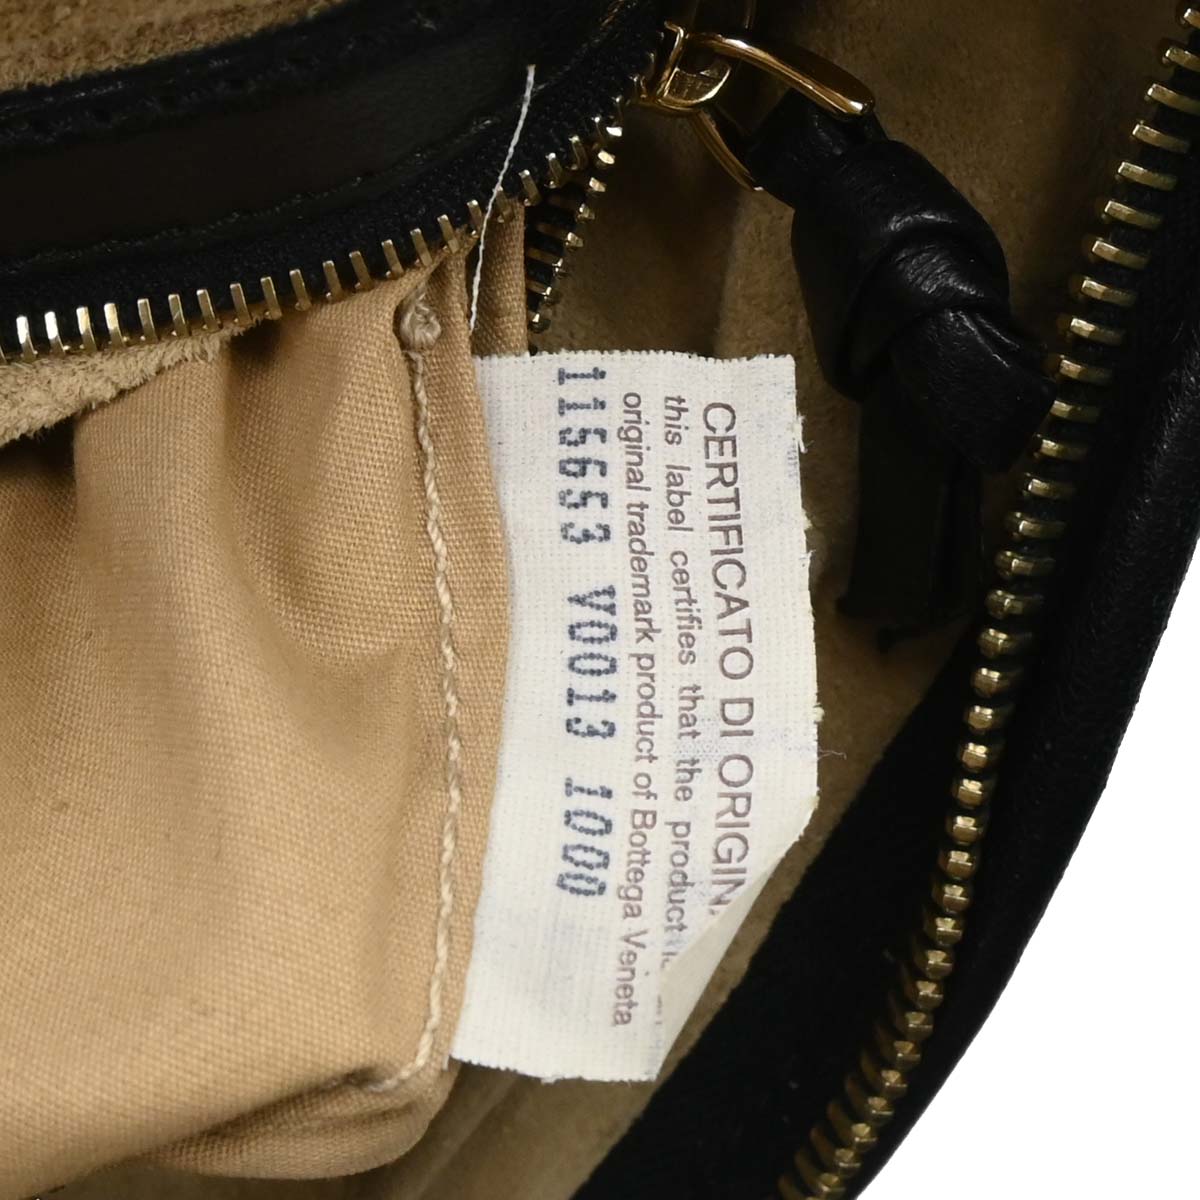 CERTIFICATO DI ORIGIN
this label certifies that the product
original trademark product of Bottega Veneta
115653 V0013 1000